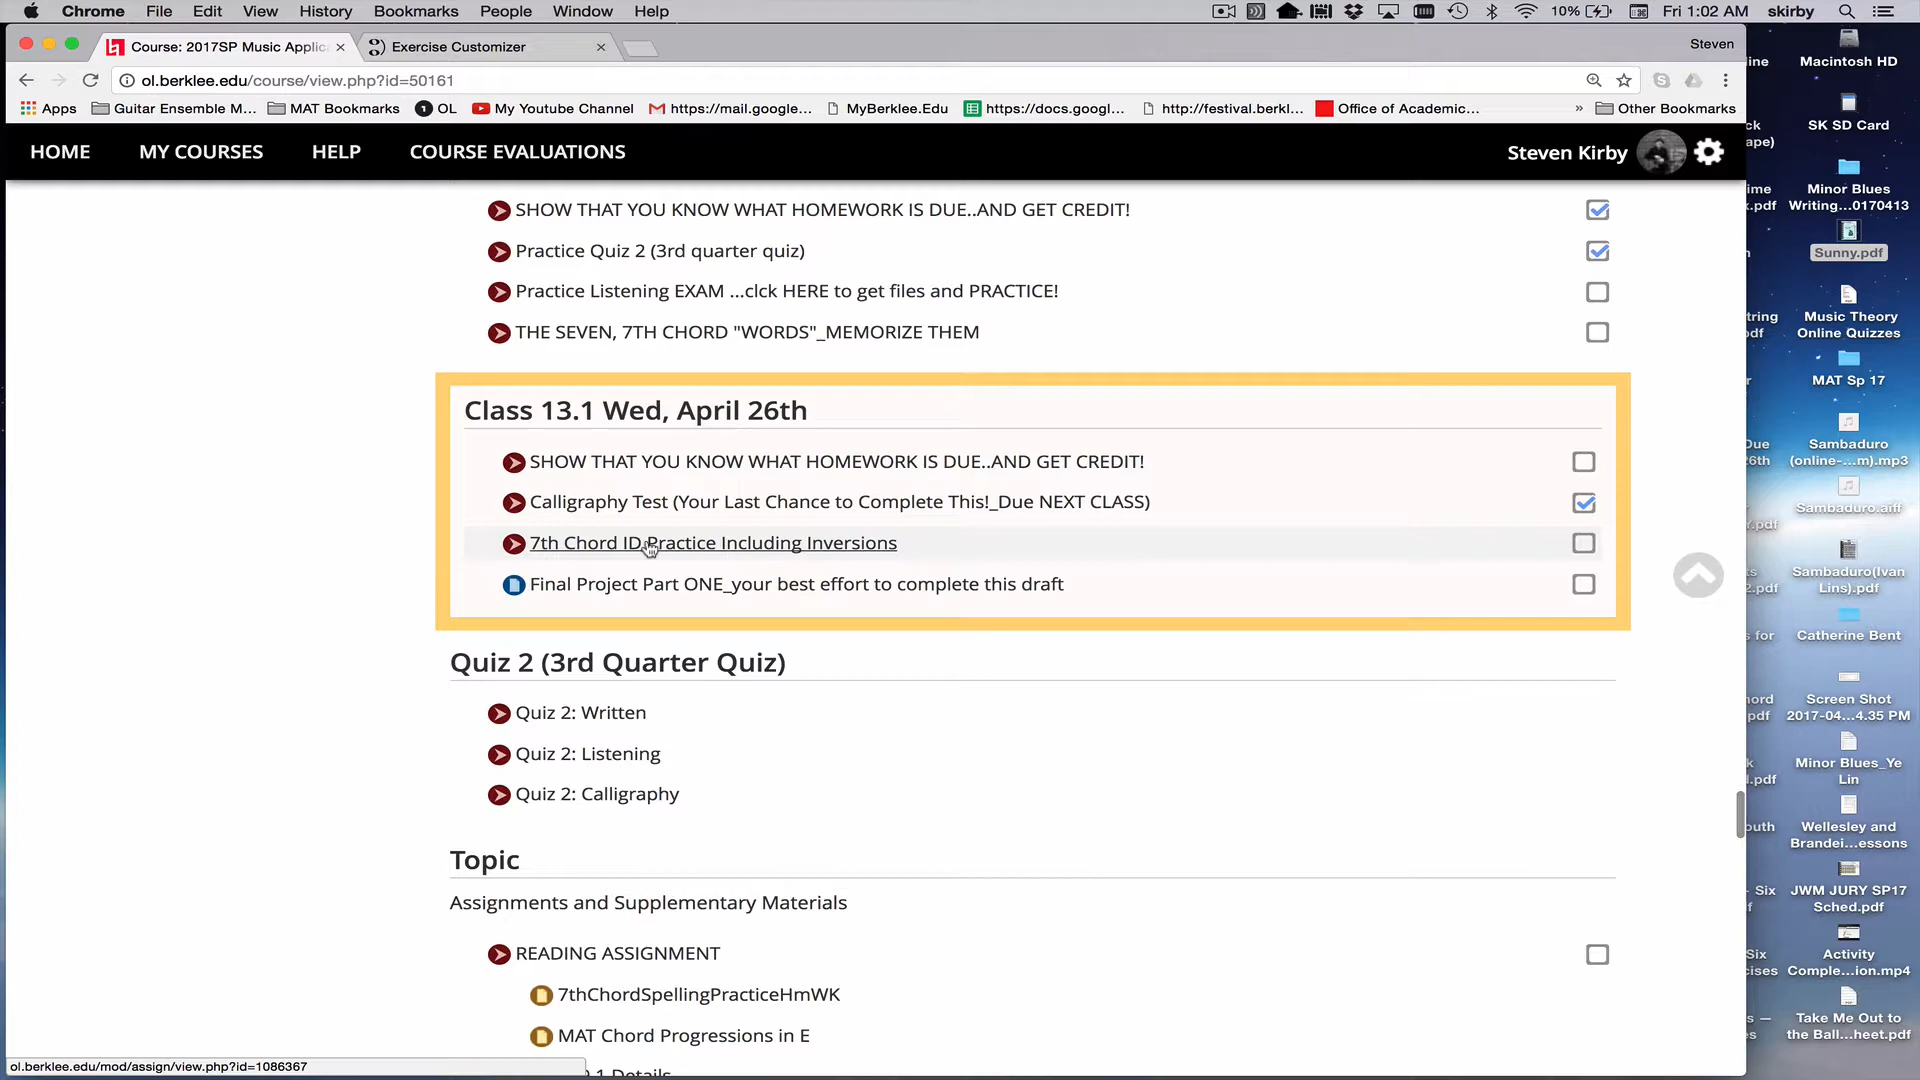 Chrome File Edit View History Bookmarks People Window Help 10% Fri 1:02 AM skirby
Course: 2017SP Music Applic × Exercise Customizer × Steven
ol.berklee.edu/course/view.php?id=50161
Apps Guitar Ensemble M... MAT Bookmarks OL My Youtube Channel https://mail.google... MyBerklee.Edu https://docs.googl... http://festival.berkl... Office of Academic... » Other Bookmarks
HOME MY COURSES HELP COURSE EVALUATIONS Steven Kirby
SHOW THAT YOU KNOW WHAT HOMEWORK IS DUE..AND GET CREDIT!
Practice Quiz 2 (3rd quarter quiz)
Practice Listening EXAM ...clck HERE to get files and PRACTICE!
THE SEVEN, 7TH CHORD "WORDS"_MEMORIZE THEM
Class 13.1 Wed, April 26th
SHOW THAT YOU KNOW WHAT HOMEWORK IS DUE..AND GET CREDIT!
Calligraphy Test (Your Last Chance to Complete This!_Due NEXT CLASS)
7th Chord ID Practice Including Inversions
Final Project Part ONE_your best effort to complete this draft
Quiz 2 (3rd Quarter Quiz)
Quiz 2: Written
Quiz 2: Listening
Quiz 2: Calligraphy
Topic
Assignments and Supplementary Materials
READING ASSIGNMENT
7thChordSpellingPracticeHmWK
MAT Chord Progressions in E
.1 Details
ol.berklee.edu/mod/assign/view.php?id=1086367
Macintosh HD
SK SD Card
Minor Blues
Writing...0170413
Sunny.pdf
Music Theory
Online Quizzes
MAT Sp 17
Sambaduro
(online-...m).mp3
Sambaduro.aiff
Sambaduro(Ivan
Lins).pdf
Catherine Bent
Screen Shot
2017-04...4.35 PM
Minor Blues_Ye
Lin
Wellesley and
Brandei...essons
JWM JURY SP17
Sched.pdf
Activity
Comple...ion.mp4
Take Me Out to
the Ball...heet.pdf